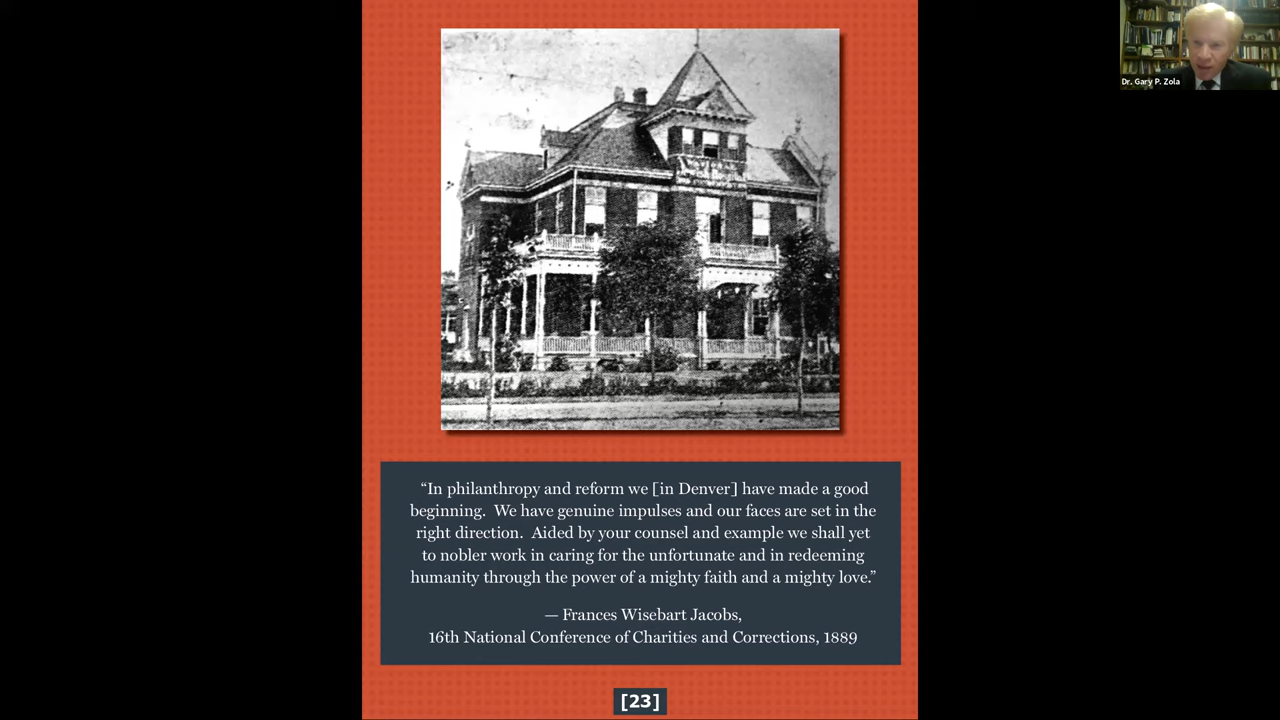 Dr. Gary P. Zola
NATIONAL
“In philanthropy and reform we [in Denver] have made a good
beginning.  We have genuine impulses and our faces are set in the
right direction.  Aided by your counsel and example we shall yet
to nobler work in caring for the unfortunate and in redeeming
humanity through the power of a mighty faith and a mighty love.”
— Frances Wisebart Jacobs,
16th National Conference of Charities and Corrections, 1889
[23]